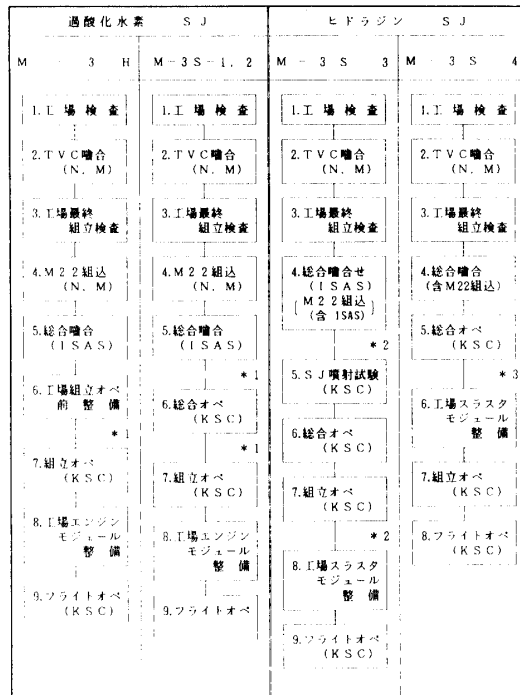 過酸化水素 SJ
ヒドラジン SJ
M - 3 H
M-3S-1,2
M - 3 S 3
M - 3 S 4
1.工場検査
2.TVC噛合
(N.M)
3.工場最終
組立検査
4.M22組込
(N.M)
5.総合噛合
(ISAS)
6.工場組立オペ
前整備
*1
7.組立オペ
(KSC)
8.工場エンジン
モジュール
整備
9.フライトオペ
(KSC)
1.工場検査
2.TVC噛合
(N.M)
3.工場最終
組立検査
4.M22組込
(N.M)
5.総合噛合
(ISAS)
*1
6.総合オペ
(KSC)
*1
7.組立オペ
(KSC)
8.工場エンジン
モジュール
整備
9.フライトオペ
1.工場検査
2.TVC噛合
(N.M)
3.工場最終
組立検査
4.総合噛合せ
(ISAS)
M22組込
(含ISAS)
*2
5.SJ噴射試験
(KSC)
6.総合オペ
(KSC)
7.組立オペ
(KSC)
*2
8.工場スラスタ
モジュール
整備
9.フライトオペ
(KSC)
1.工場検査
2.TVC噛合
(N.M)
3.工場最終
組立検査
4.総合噛合
(含M22組込)
5.総合オペ
(KSC)
*3
6.工場スラスタ
モジュール
整備
7.組立オペ
(KSC)
8.フライトオペ
(KSC)